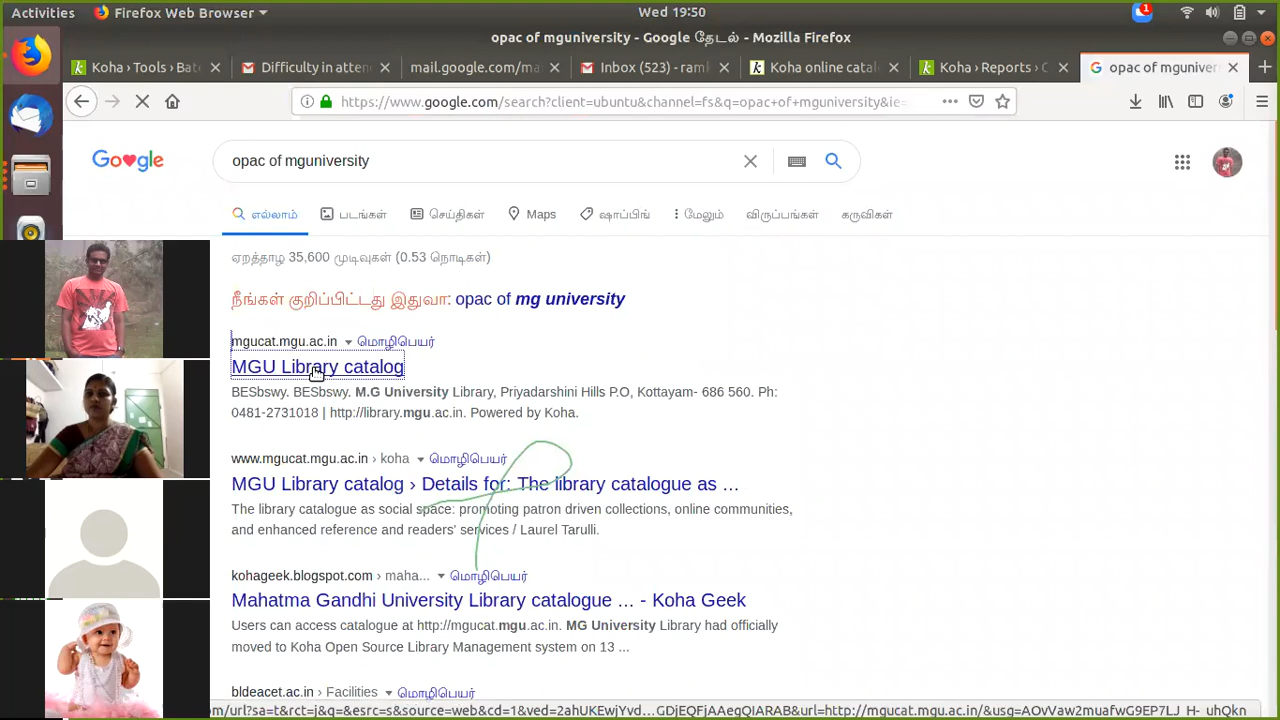 Activities Firefox Web Browser Wed 19:50 1
opac of mguniversity - Google தேடல் - Mozilla Firefox
Koha › Tools › Bat Difficulty in atten mail.google.com/ma Inbox (523) - ram Koha online catal Koha › Reports › C opac of mguniversi
https://www.google.com/search?client=ubuntu&channel=fs&q=opac+of+mguniversity&ie=
Google opac of mguniversity
எல்லாம் படங்கள் செய்திகள் Maps ஷாப்பிங் மேலும் விருப்பங்கள் கருவிகள்
ஏறத்தாழ 35,600 முடிவுகள் (0.53 நொடிகள்)
நீங்கள் குறிப்பிட்டது இதுவா: opac of mg university
mgucat.mgu.ac.in மொழிபெயர்
MGU Library catalog
BESbswy. BESbswy. M.G University Library, Priyadarshini Hills P.O, Kottayam- 686 560. Ph:
0481-2731018 | http://library.mgu.ac.in. Powered by Koha.
www.mgucat.mgu.ac.in › koha மொழிபெயர்
MGU Library catalog › Details for: The library catalogue as ...
The library catalogue as social space: promoting patron driven collections, online communities,
and enhanced reference and readers' services / Laurel Tarulli.
kohageek.blogspot.com › maha... மொழிபெயர்
Mahatma Gandhi University Library catalogue ... - Koha Geek
Users can access catalogue at http://mgucat.mgu.ac.in. MG University Library had officially
moved to Koha Open Source Library Management system on 13 ...
bldeacet.ac.in › Facilities மொழிபெயர்